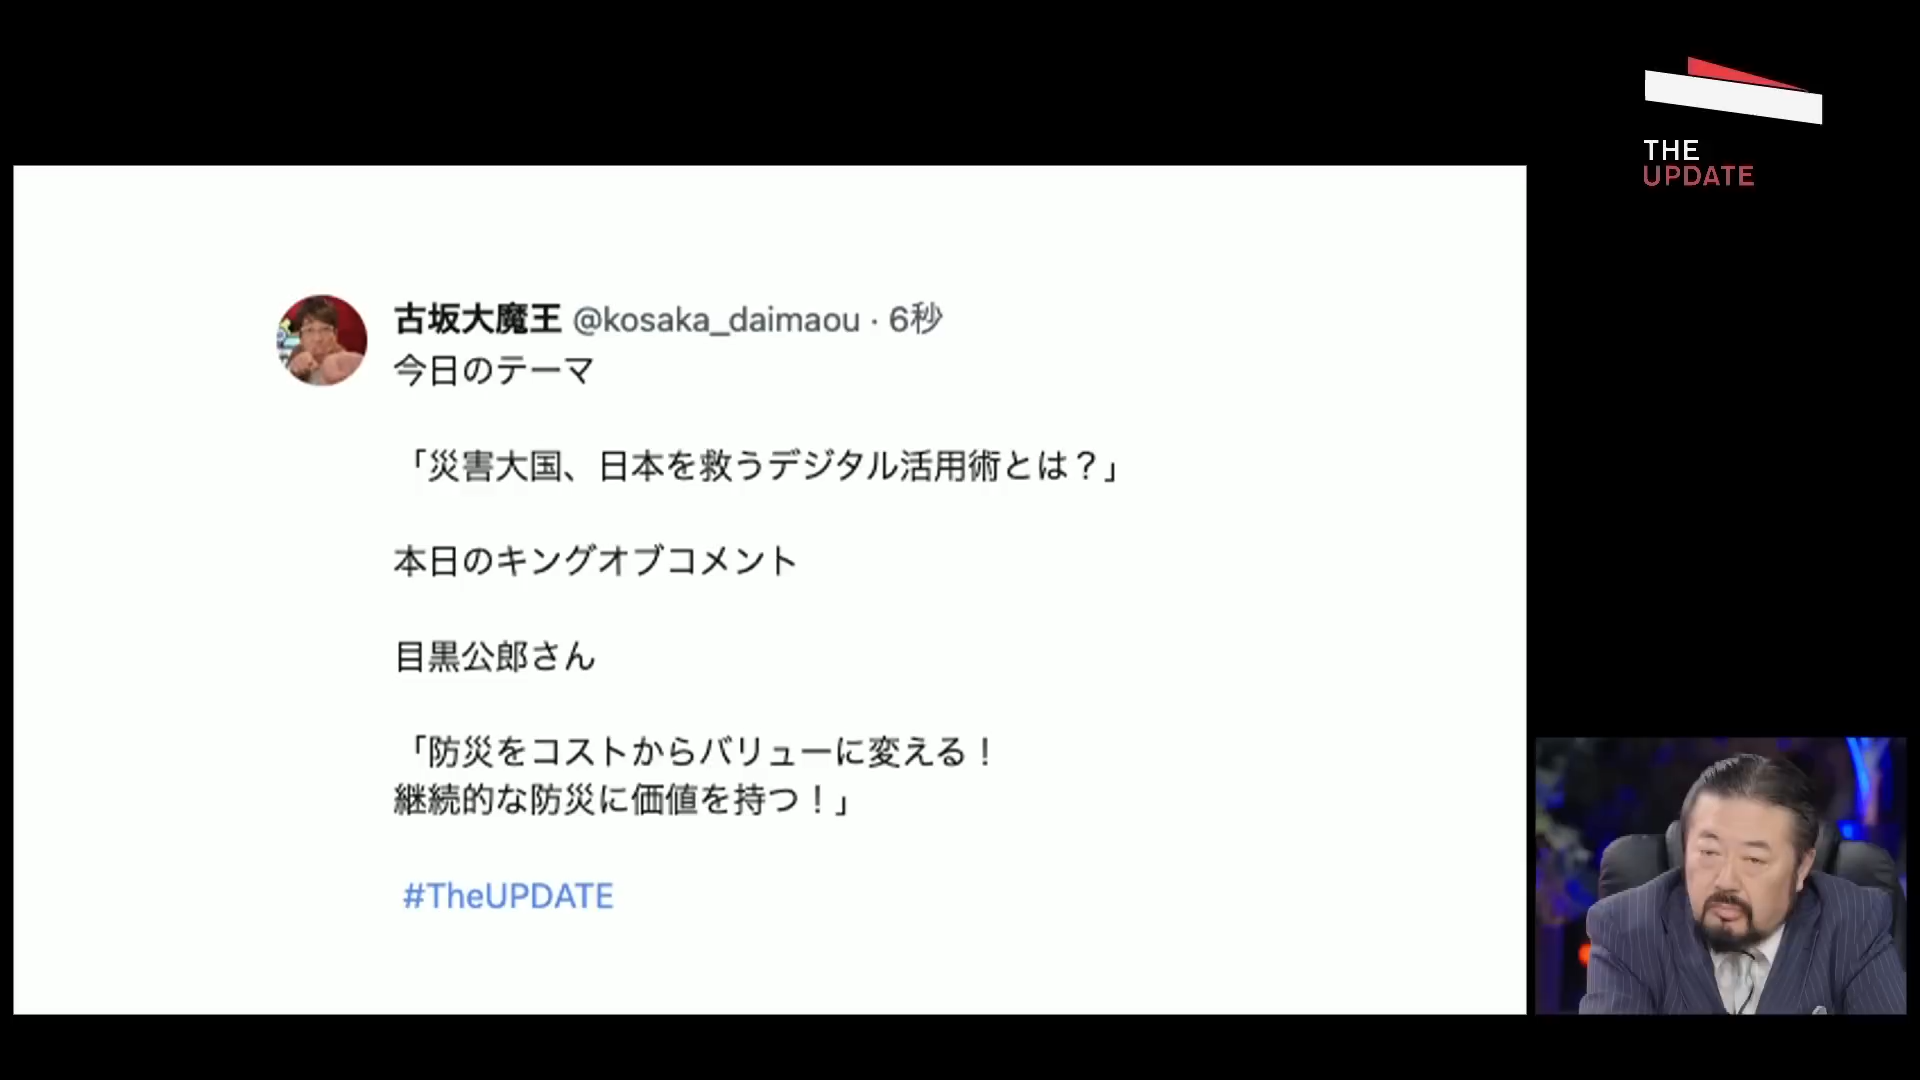 THE
UPDATE
古坂大魔王 @kosaka_daimaou · 6秒
今日のテーマ
「災害大国、日本を救うデジタル活用術とは？」
本日のキングオブコメント
目黒公郎さん
「防災をコストからバリューに変える！
継続的な防災に価値を持つ！」
#TheUPDATE